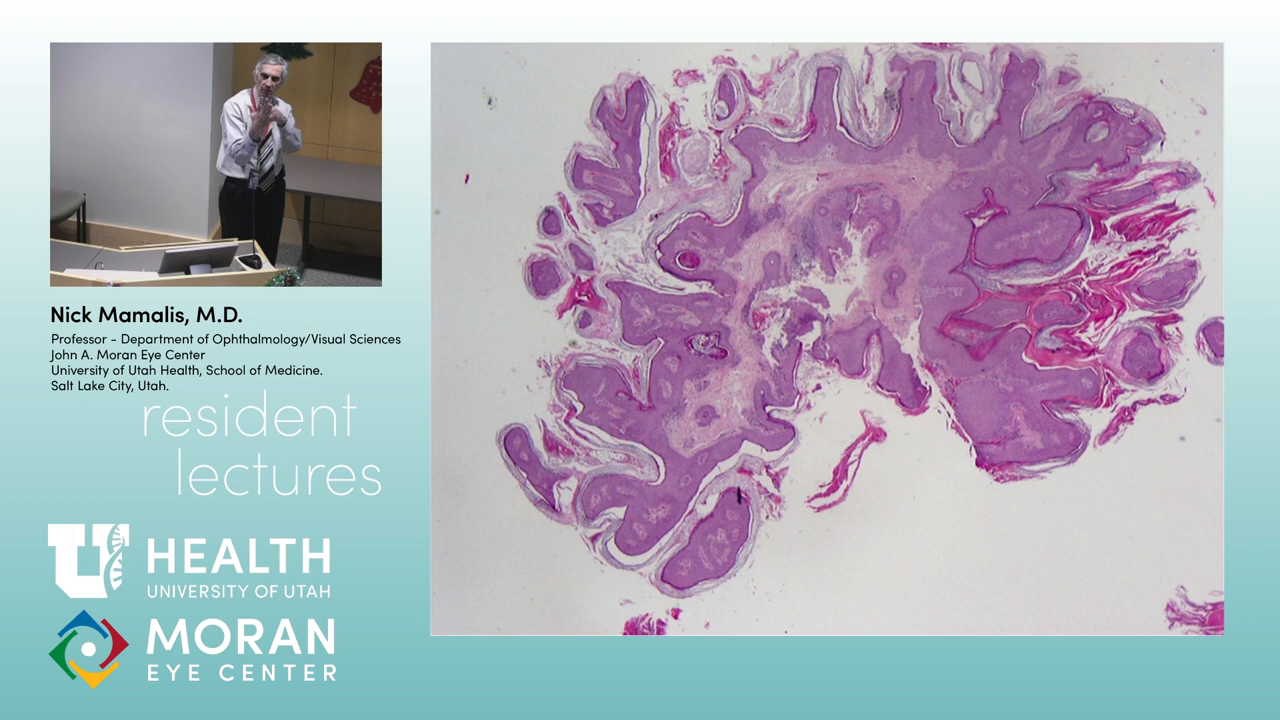 Nick Mamalis, M.D.
Professor - Department of Ophthalmology/Visual Sciences
John A. Moran Eye Center
University of Utah Health, School of Medicine.
Salt Lake City, Utah.
resident
lectures
U HEALTH
UNIVERSITY OF UTAH
MORAN
EYE CENTER